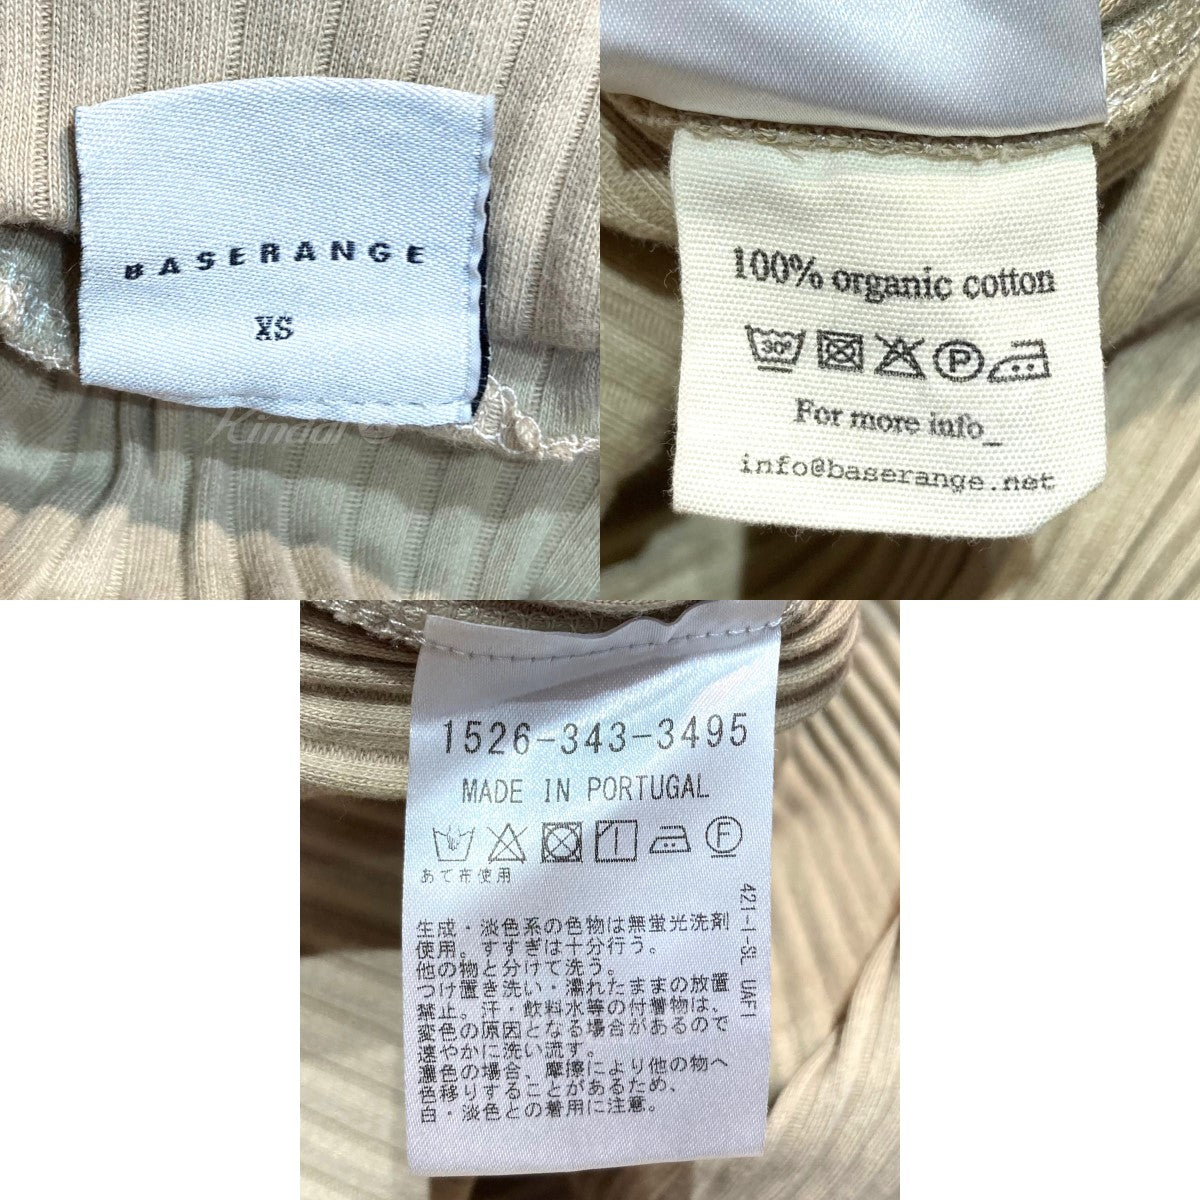 BASERANGE
XS
Kindal
100% organic cotton
30°
P
For more info_
info@baserange.net
1526-343-3495
MADE IN PORTUGAL
F
あて布使用
生成・淡色系の色物は無蛍光洗剤
使用。すすぎは十分行う。
他の物と分けて洗う。
つけ置き洗い・濡れたままの放置
禁止。汗・飲料水等の付着物は、
変色の原因となる場合があるので
速やかに洗い流す。
濃色の場合、摩擦により他の物へ
色移りすることがあるため、
白・淡色との着用に注意。
421-1-SL UAF1